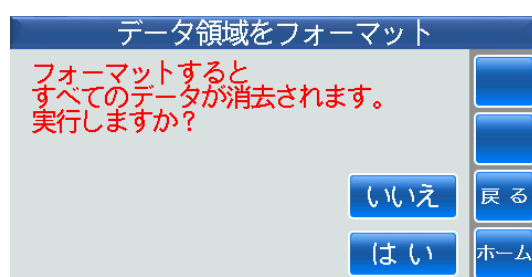 データ領域をフォーマット
フォーマットすると
すべてのデータが消去されます。
実行しますか？
いいえ
戻る
はい
ホーム